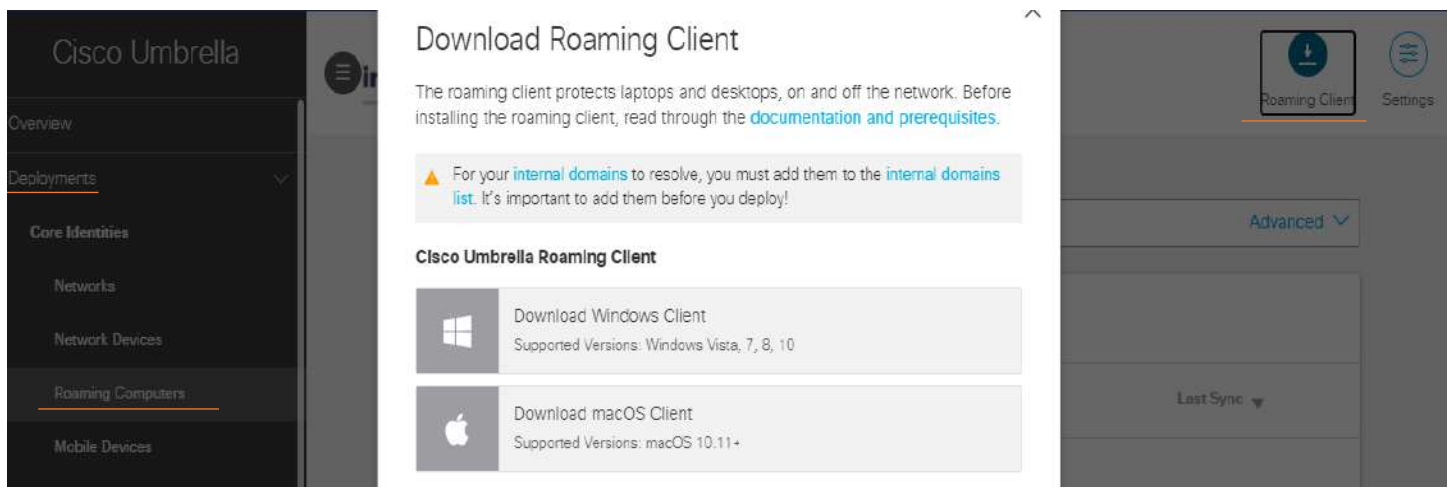 Cisco Umbrella
Overview
Deployments
Core Identities
Networks
Network Devices
Roaming Computers
Mobile Devices
Download Roaming Client
The roaming client protects laptops and desktops, on and off the network. Before
installing the roaming client, read through the documentation and prerequisites.
For your internal domains to resolve, you must add them to the internal domains
list. It's important to add them before you deploy!
Cisco Umbrella Roaming Client
Download Windows Client
Supported Versions: Windows Vista, 7, 8, 10
Download macOS Client
Supported Versions: macOS 10.11+
Roaming Client
Settings
Advanced
Last Sync